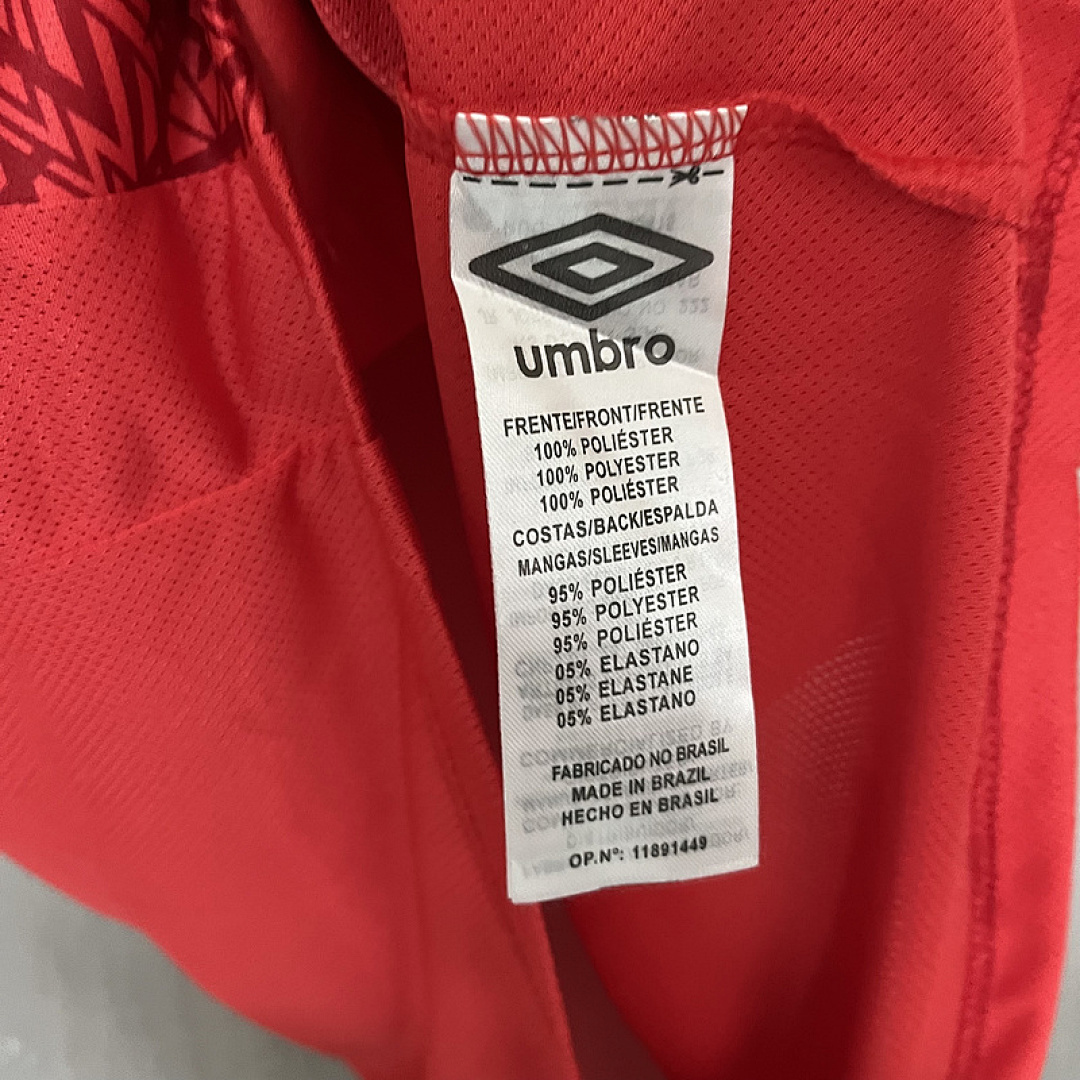 umbro
FRENTE/FRONT/FRENTE
100% POLIÉSTER
100% POLYESTER
100% POLIÉSTER
COSTAS/BACK/ESPALDA
MANGAS/SLEEVES/MANGAS
95% POLIÉSTER
95% POLYESTER
95% POLIÉSTER
05% ELASTANO
05% ELASTANE
05% ELASTANO
FABRICADO NO BRASIL
MADE IN BRAZIL
HECHO EN BRASIL
OP.Nº: 11891449